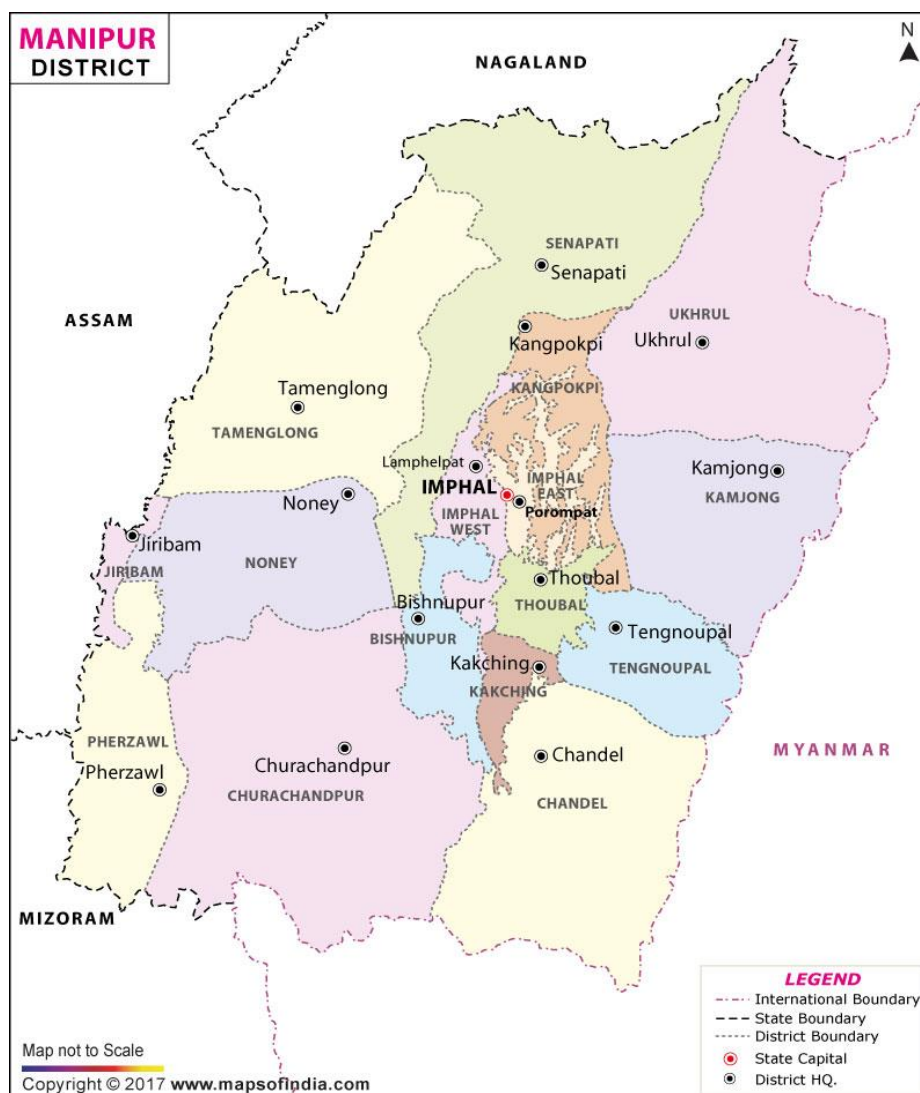 MANIPUR
DISTRICT
N
NAGALAND
SENAPATI
Senapati
ASSAM
UKHRUL
Kangpokpi
Ukhrul
KANGPOKPI
Tamenglong
TAMENGLONG
Lamphelpat
Kamjong
IMPHAL
IMPHAL
EAST
KAMJONG
Noney
Porompat
IMPHAL
WEST
Jiribam
NONEY
JIRIBAM
Thoubal
Bishnupur
THOUBAL
Tengnoupal
BISHNUPUR
Kakching
TENGNOUPAL
KAKCHING
PHERZAWL
MYANMAR
Churachandpur
Chandel
Pherzawl
CHURACHANDPUR
CHANDEL
MIZORAM
LEGEND
International Boundary
State Boundary
District Boundary
State Capital
District HQ.
Map not to Scale
Copyright © 2017 www.mapsofindia.com